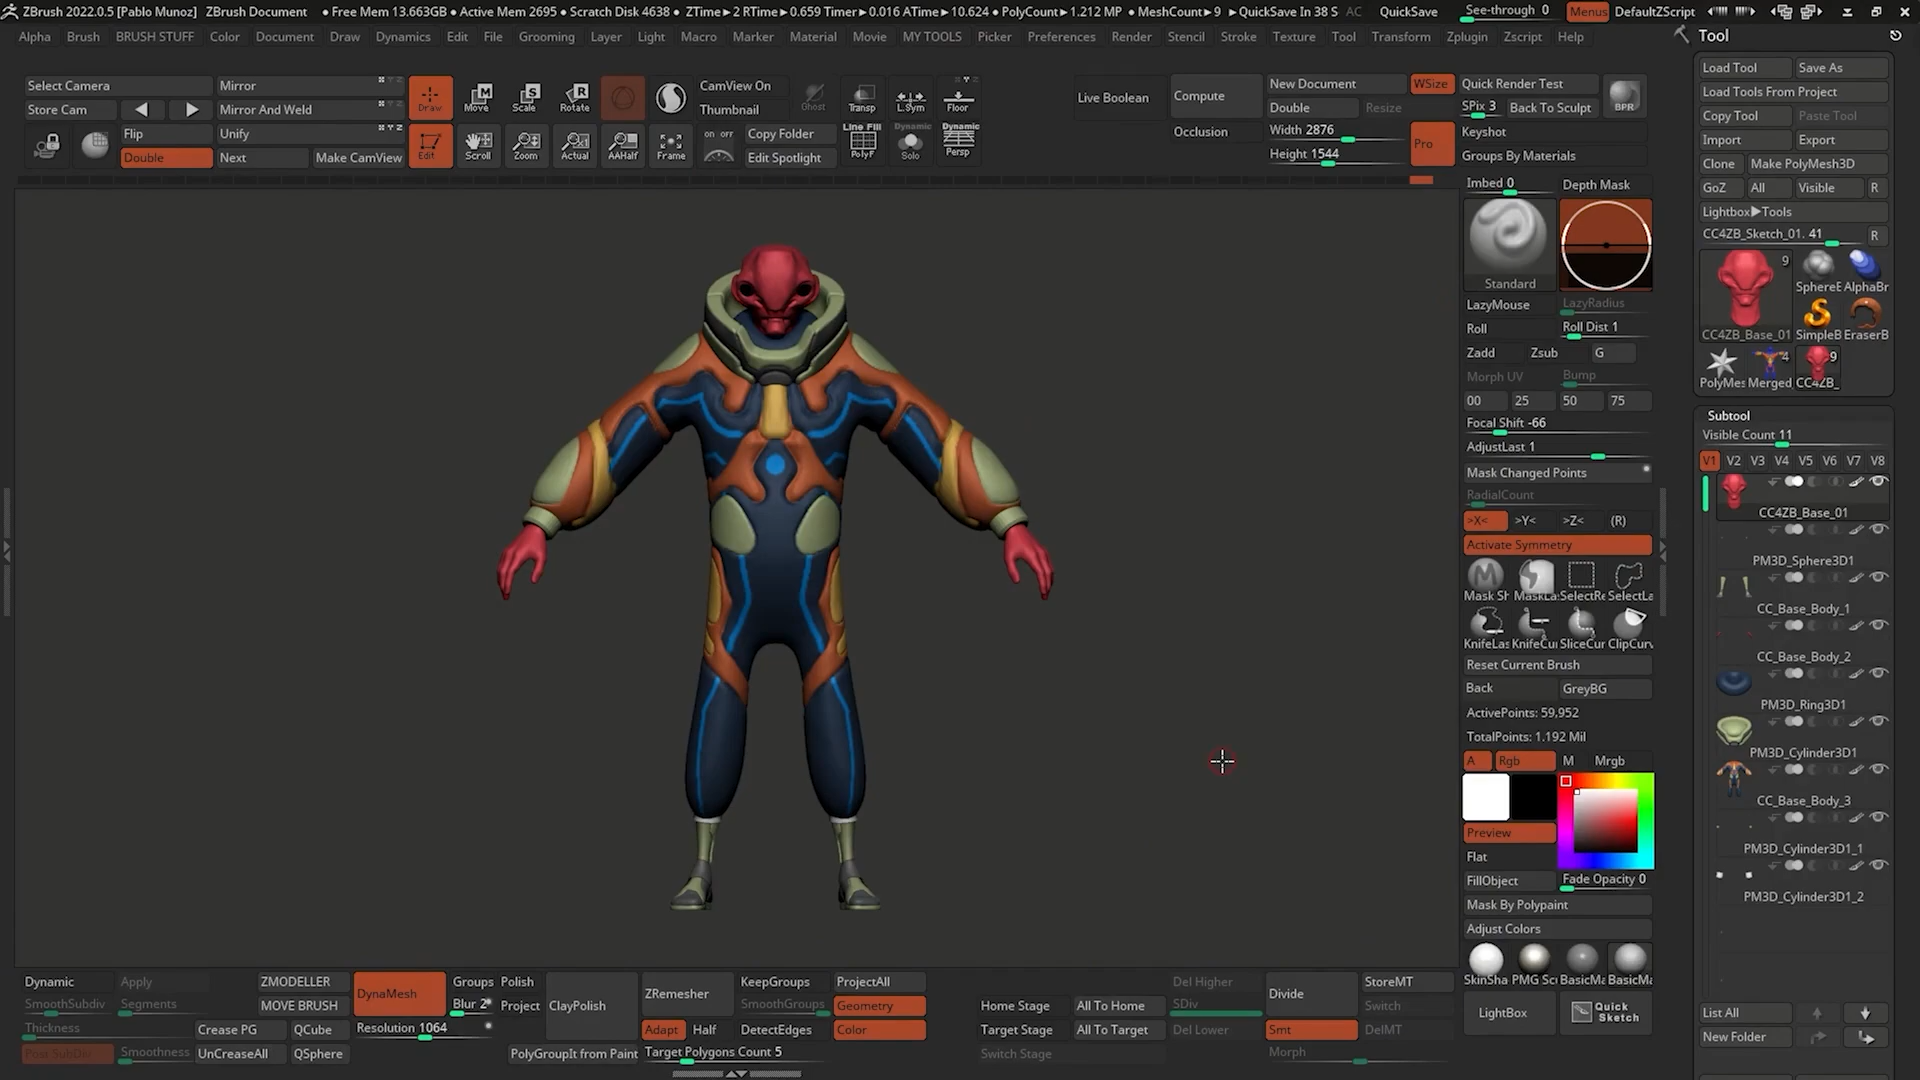 ZBrush 2022.0.5 [Pablo Munoz] ZBrush Document • Free Mem 13.663GB • Active Mem 2695 • Scratch Disk 4638 • ZTime▸2 RTime▸0.659 Timer▸0.016 ATime▸10.624 • PolyCount▸1.212 MP • MeshCount▸9 ▸QuickSave In 38 S AC QuickSave See-through 0 Menus DefaultZScript
Alpha Brush BRUSH STUFF Color Document Draw Dynamics Edit File Grooming Layer Light Macro Marker Material Movie MY TOOLS Picker Preferences Render Stencil Stroke Texture Tool Transform Zplugin Zscript Help
Select Camera Mirror
Store Cam Mirror And Weld
Flip Unify
Double Next Make CamView
Draw Move Scale Rotate
M S R
Edit Scroll Zoom Actual AAHalf Frame
CamView On
Thumbnail
on off Copy Folder
Edit Spotlight
Ghost Transp L.Sym Floor
Line Fill Dynamic Dynamic
PolyF Solo Persp
Live Boolean Compute
Occlusion
New Document WSize
Double Resize
Width 2876
Height 1544
Pro
Quick Render Test
SPix 3 Back To Sculpt
BPR
Keyshot
Groups By Materials
Imbed 0 Depth Mask
Standard
LazyMouse LazyRadius
Roll Roll Dist 1
Zadd Zsub G
Morph UV Bump
00 25 50 75
Focal Shift -66
AdjustLast 1
Mask Changed Points
RadialCount
>X< >Y< >Z< (R)
Activate Symmetry
M
Mask Sh MaskLa SelectRe SelectLa
KnifeLas KnifeCu SliceCur ClipCurv
Reset Current Brush
Back GreyBG
ActivePoints: 59,952
TotalPoints: 1.192 Mil
A Rgb M Mrgb
Preview
Flat
FillObject Fade Opacity 0
Mask By Polypaint
Adjust Colors
SkinSha PMG Sc BasicMa BasicMa
LightBox Quick Sketch
Tool
Load Tool Save As
Load Tools From Project
Copy Tool Paste Tool
Import Export
Clone Make PolyMesh3D
GoZ All Visible R
Lightbox▸Tools
CC4ZB_Sketch_01. 41 R
9
SphereE AlphaBr
CC4ZB_Base_01 SimpleB EraserB
4 9
PolyMes Merged CC4ZB_
Subtool
Visible Count 11
V1 V2 V3 V4 V5 V6 V7 V8
CC4ZB_Base_01
PM3D_Sphere3D1
CC_Base_Body_1
CC_Base_Body_2
PM3D_Ring3D1
PM3D_Cylinder3D1
CC_Base_Body_3
PM3D_Cylinder3D1_1
PM3D_Cylinder3D1_2
List All
New Folder
Dynamic Apply ZMODELLER
SmoothSubdiv Segments MOVE BRUSH
Thickness Crease PG QCube
Post SubDiv Smoothness UnCreaseAll QSphere
DynaMesh
Resolution 1064
Groups Polish
Blur 2 Project
ClayPolish
PolyGroupIt from Paint
ZRemesher KeepGroups ProjectAll
SmoothGroups Geometry
Adapt Half DetectEdges Color
Target Polygons Count 5
Home Stage All To Home
Target Stage All To Target
Switch Stage
Del Higher Divide StoreMT
SDiv Switch
Del Lower Smt DelMT
Morph